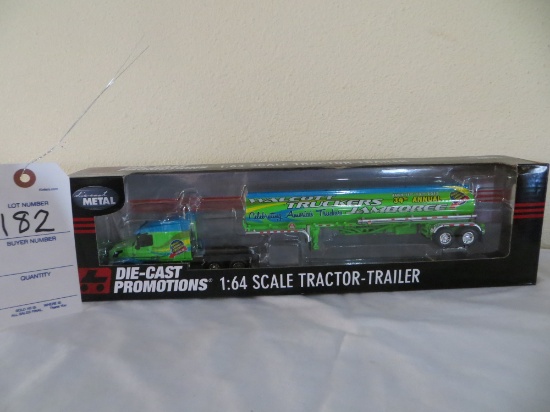 LOT NUMBER
182
BUYER NUMBER
QUANTITY
METAL
TRUCKERS
JAMBOREE
34th ANNUAL
Celebrating America's Truckers
DIE-CAST
PROMOTIONS
1:64 SCALE TRACTOR-TRAILER